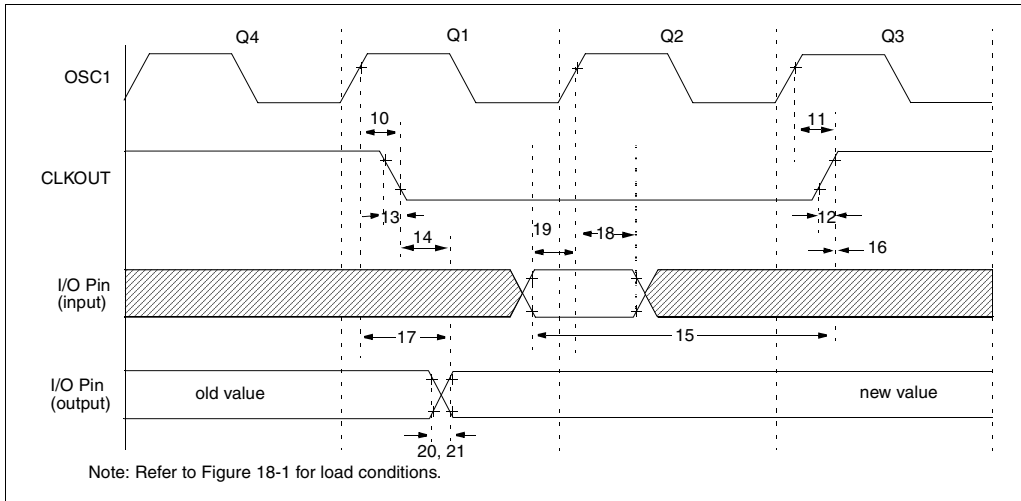 Q4 Q1 Q2 Q3
OSC1
10 11
CLKOUT
13 12
14 19 18 16
I/O Pin
(input)
17 15
I/O Pin
(output)
old value new value
20, 21
Note: Refer to Figure 18-1 for load conditions.